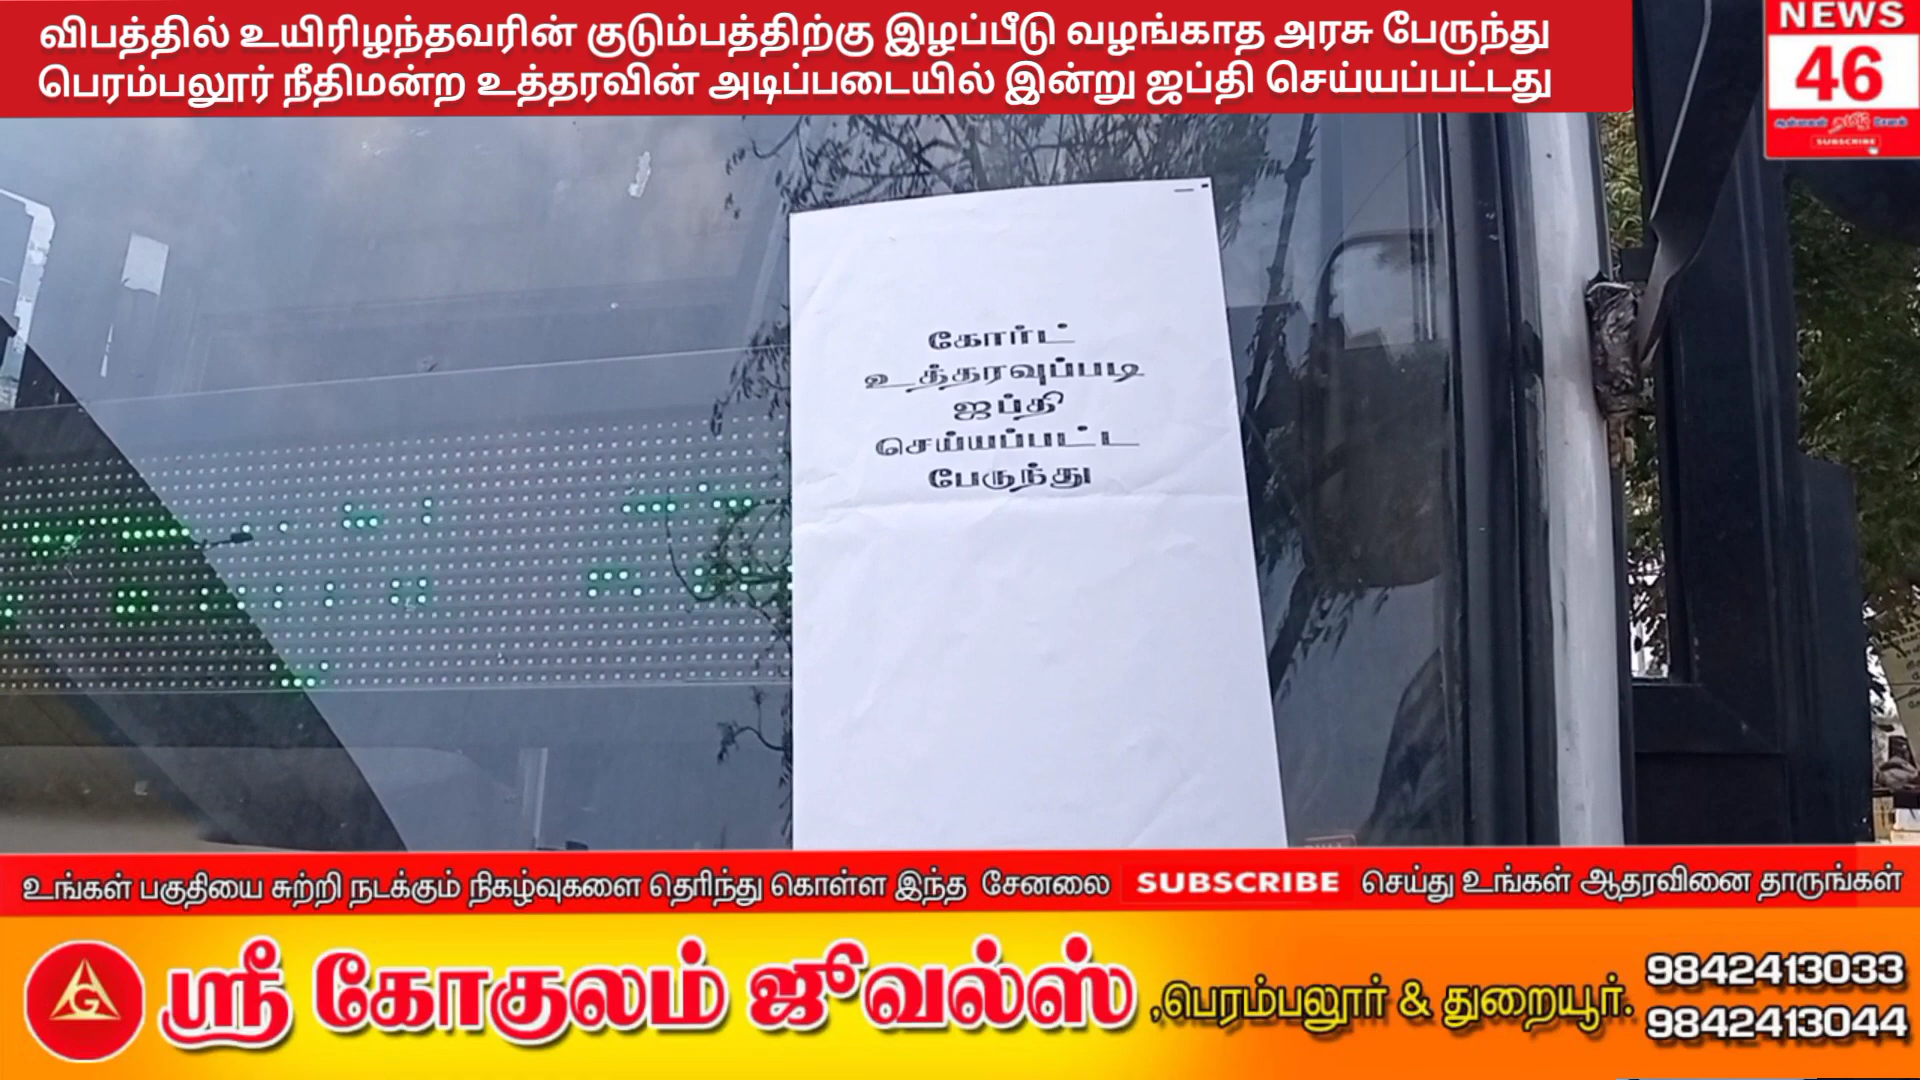 விபத்தில் உயிரிழந்தவரின் குடும்பத்திற்கு இழப்பீடு வழங்காத அரசு பேருந்து
பெரம்பலூர் நீதிமன்ற உத்தரவின் அடிப்படையில் இன்று ஜப்தி செய்யப்பட்டது
NEWS
46
தமிழ்
SUBSCRIBE
கோர்ட்
உத்தரவுப்படி
ஜப்தி
செய்யப்பட்ட
பேருந்து
உங்கள் பகுதியை சுற்றி நடக்கும் நிகழ்வுகளை தெரிந்து கொள்ள இந்த சேனலை SUBSCRIBE செய்து உங்கள் ஆதரவினை தாருங்கள்
ஸ்ரீ கோகுலம் ஜுவல்ஸ் ,பெரம்பலூர் & துறையூர்.
9842413033
9842413044